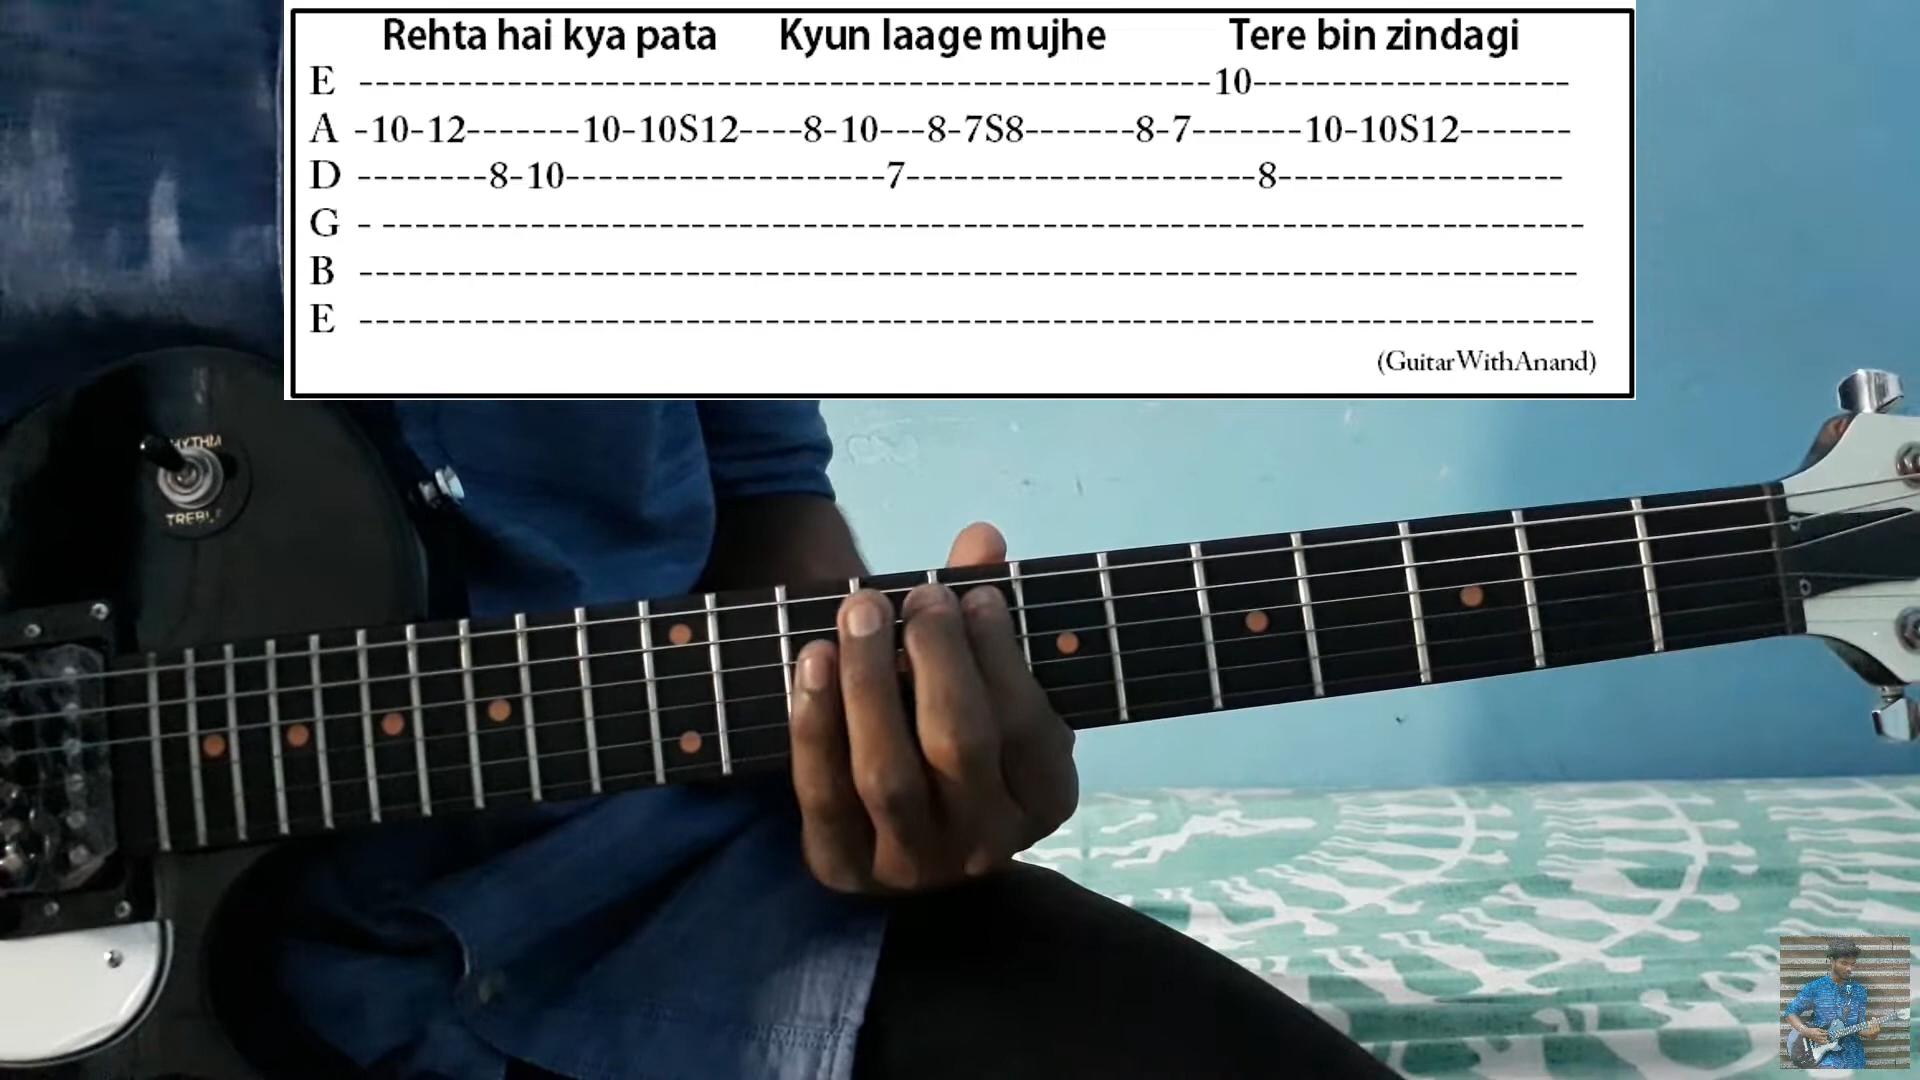 Rehta hai kya pata Kyun laage mujhe Tere bin zindagi
E -----------------------------------------------------10--------------------
A -10-12-------10-10S12----8-10---8-7S8-------8-7-------10-10S12-------
D --------8-10--------------------7----------------------8------------------
G - ---------------------------------------------------------------------------
B ----------------------------------------------------------------------------
E -----------------------------------------------------------------------------
(GuitarWithAnand)
RHYTHM
TREBLE